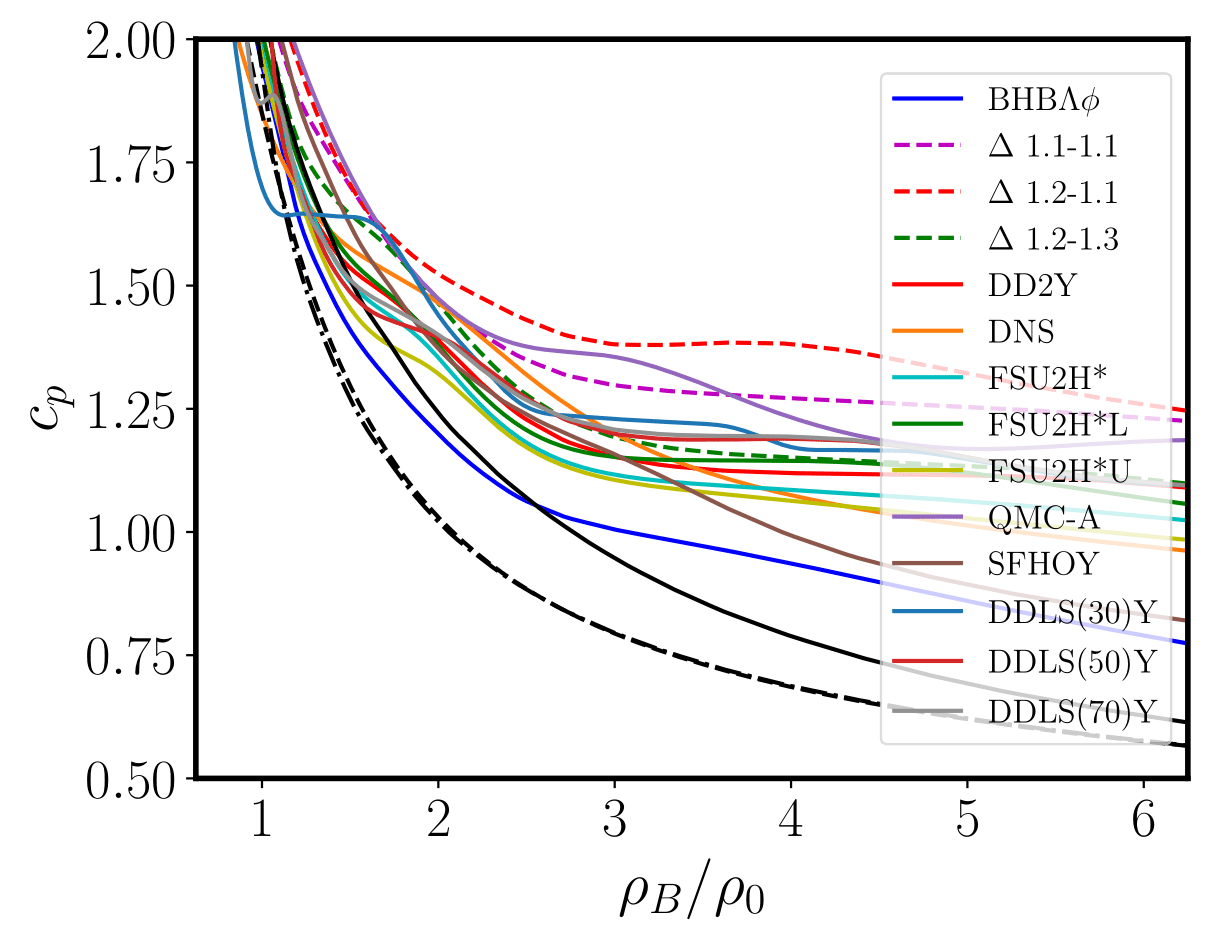 2.00
1.75
1.50
1.25
1.00
0.75
0.50
c_p
1 2 3 4 5 6
ρ_B/ρ_0
BHBΛϕ
Δ 1.1-1.1
Δ 1.2-1.1
Δ 1.2-1.3
DD2Y
DNS
FSU2H*
FSU2H*L
FSU2H*U
QMC-A
SFHOY
DDLS(30)Y
DDLS(50)Y
DDLS(70)Y